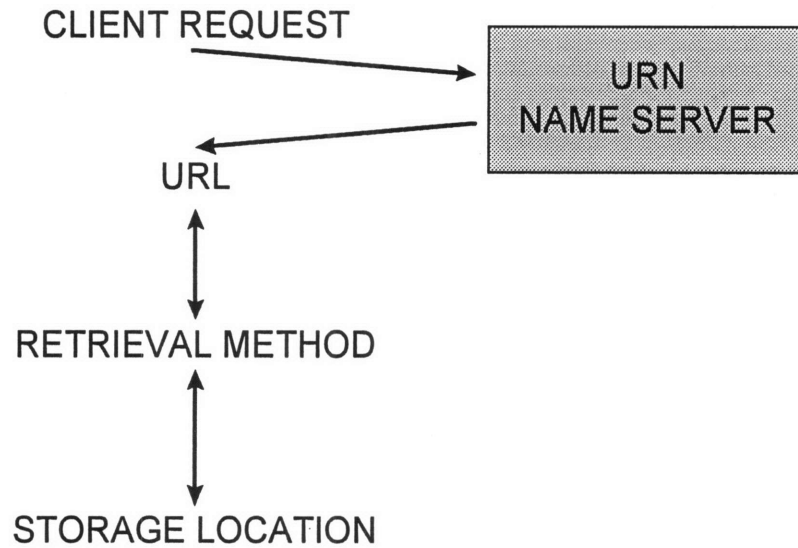 CLIENT REQUEST
URN
NAME SERVER
URL
RETRIEVAL METHOD
STORAGE LOCATION